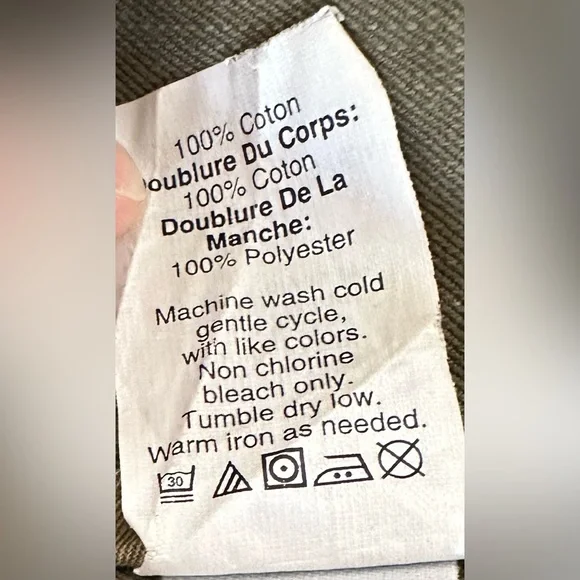 100% Coton
oublure Du Corps:
100% Coton
Doublure De La
Manche:
100% Polyester
Machine wash cold
gentle cycle,
with like colors.
Non chlorine
bleach only.
Tumble dry low.
Warm iron as needed.
30